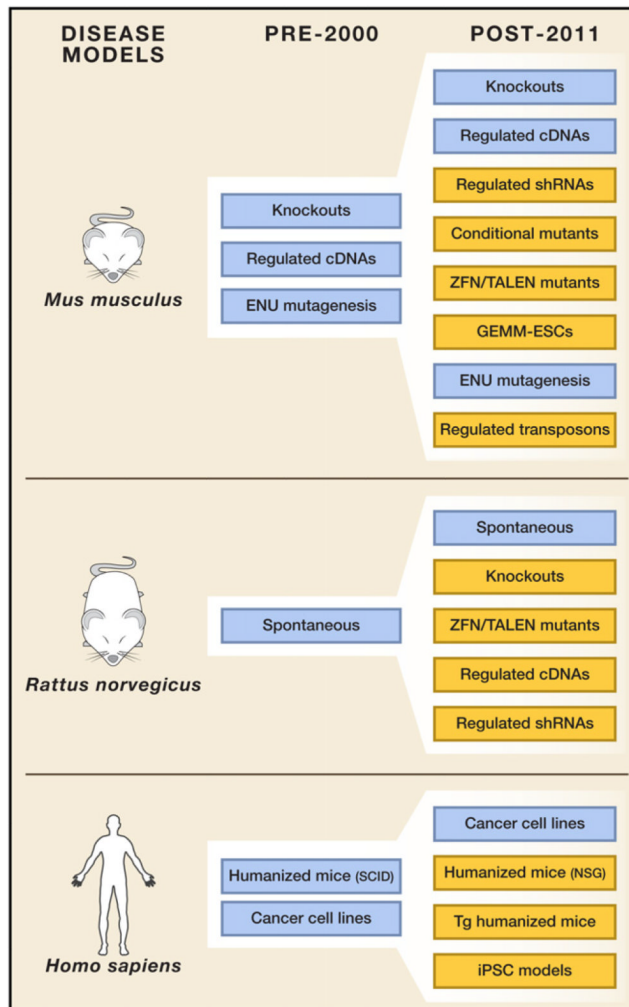 DISEASE
MODELS
PRE-2000
POST-2011
Mus musculus
Knockouts
Regulated cDNAs
ENU mutagenesis
Knockouts
Regulated cDNAs
Regulated shRNAs
Conditional mutants
ZFN/TALEN mutants
GEMM-ESCs
ENU mutagenesis
Regulated transposons
Rattus norvegicus
Spontaneous
Spontaneous
Knockouts
ZFN/TALEN mutants
Regulated cDNAs
Regulated shRNAs
Homo sapiens
Humanized mice (SCID)
Cancer cell lines
Cancer cell lines
Humanized mice (NSG)
Tg humanized mice
iPSC models